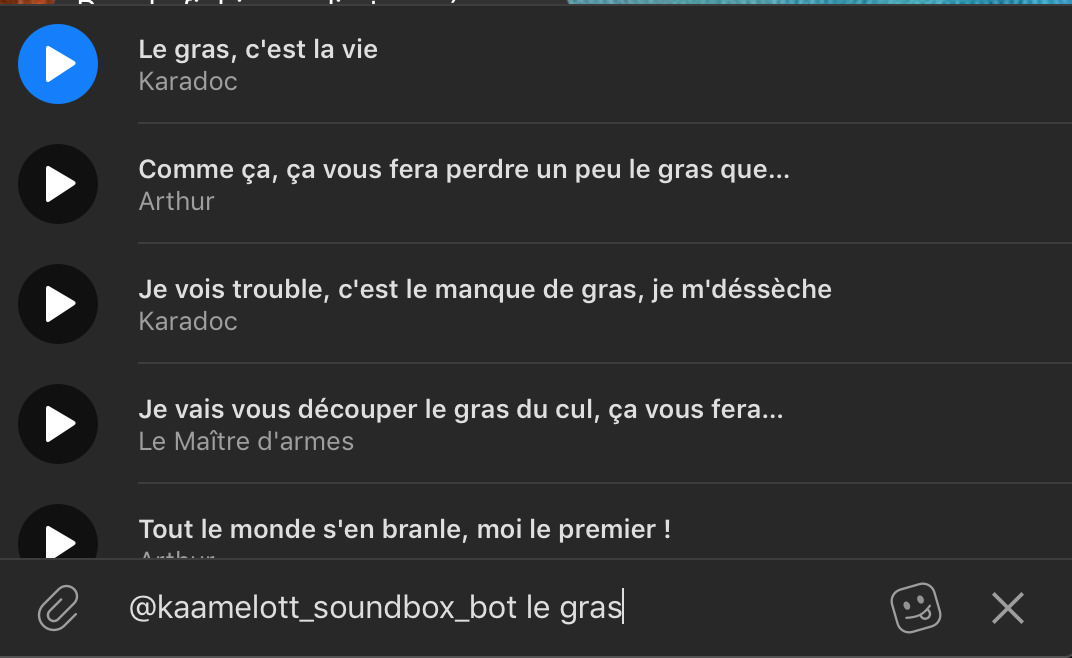 Le gras, c'est la vie
Karadoc
Comme ça, ça vous fera perdre un peu le gras que...
Arthur
Je vois trouble, c'est le manque de gras, je m'déssèche
Karadoc
Je vais vous découper le gras du cul, ça vous fera...
Le Maître d'armes
Tout le monde s'en branle, moi le premier !
Arthur
@kaamelott_soundbox_bot le gras